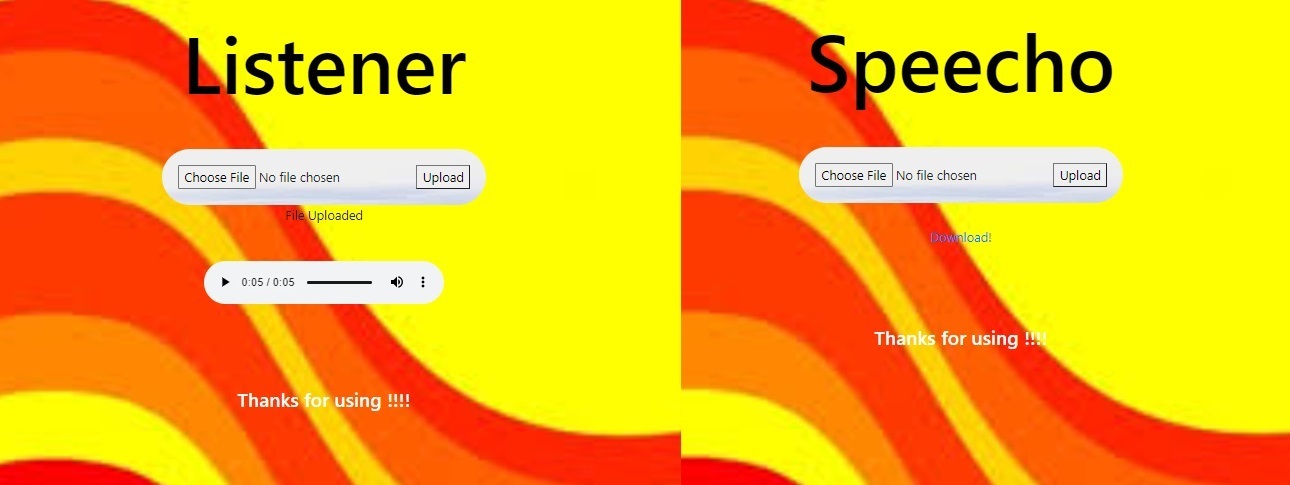 Listener
Choose File No file chosen Upload
File Uploaded
0:05 / 0:05
Thanks for using !!!!
Speecho
Choose File No file chosen Upload
Download!
Thanks for using !!!!